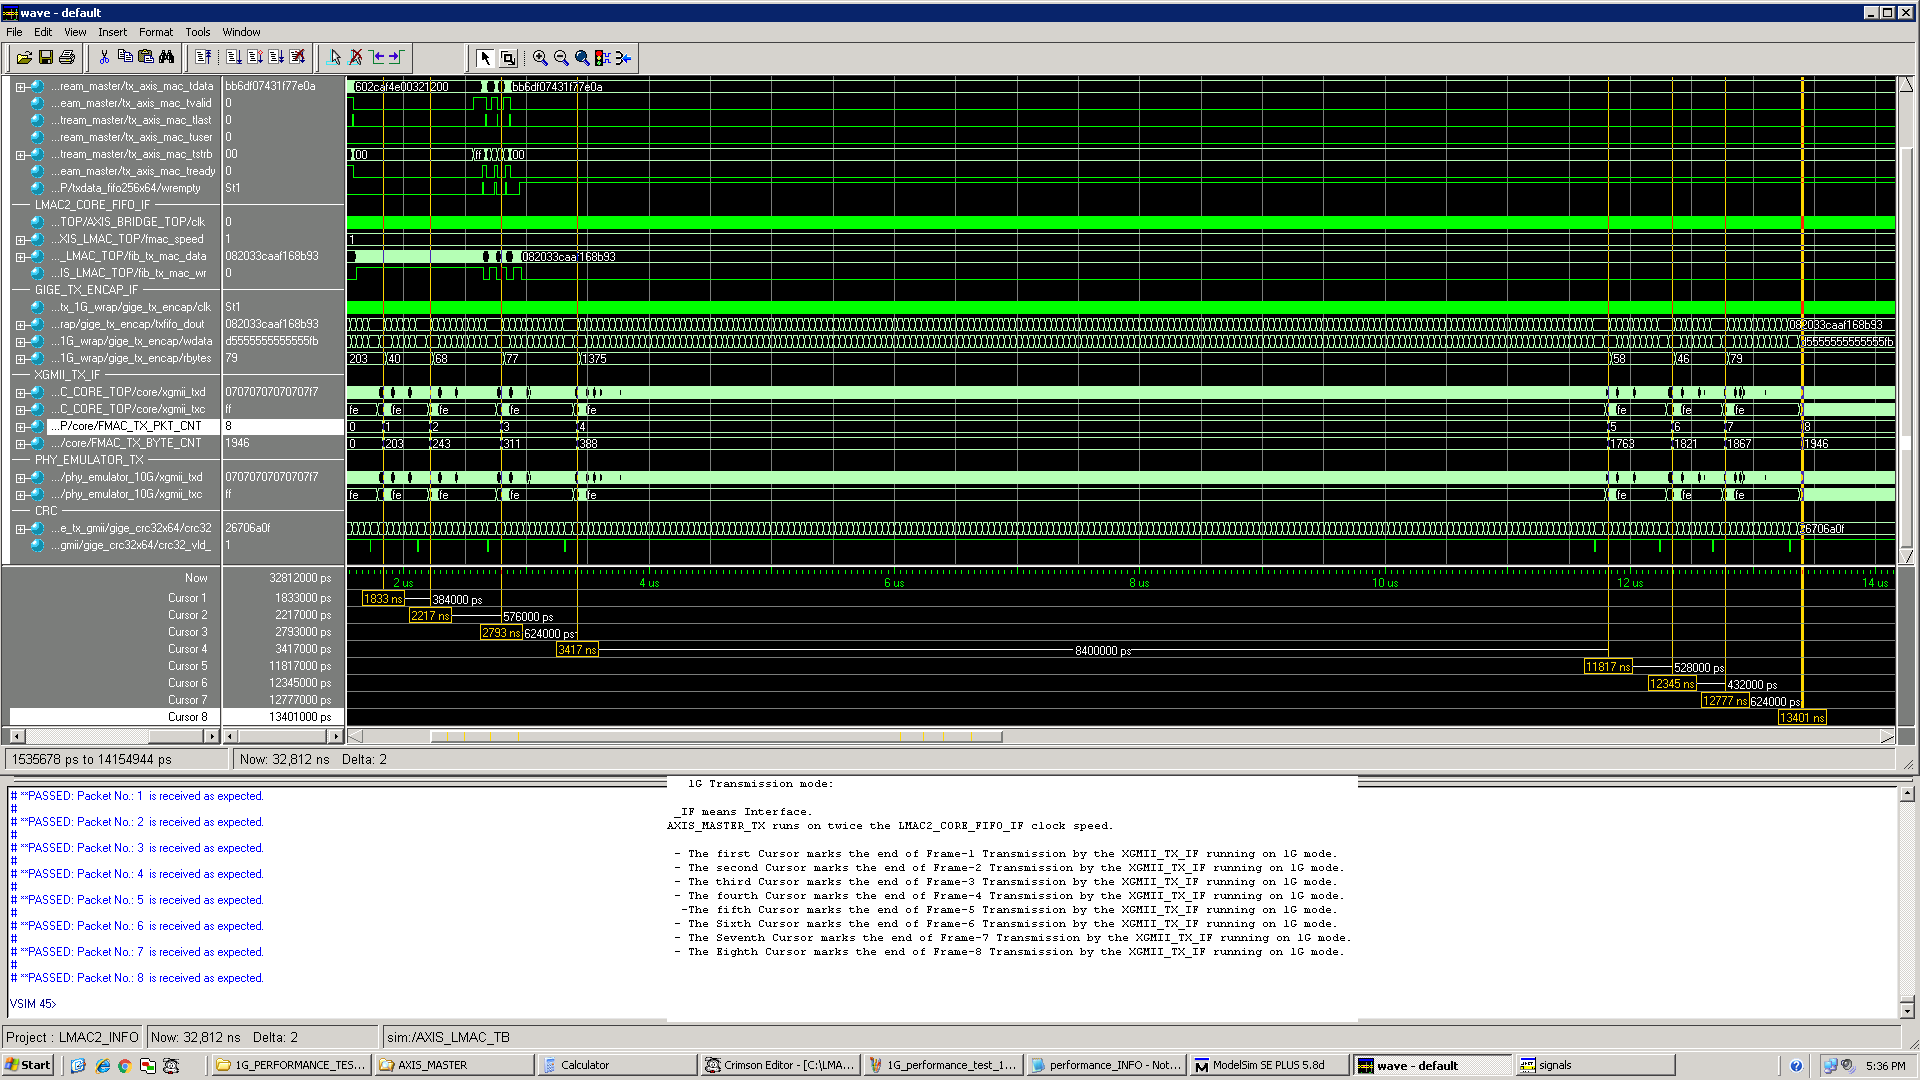 wave - default
File Edit View Insert Format Tools Window
...ream_master/tx_axis_mac_tdata bb6df07431f77e0a 602caf4e00321200 bb6df07431f77e0a
...eam_master/tx_axis_mac_tvalid 0
...tream_master/tx_axis_mac_tlast 0
...ream_master/tx_axis_mac_tuser 0
...tream_master/tx_axis_mac_tstrb 00 00 ff 00
...eam_master/tx_axis_mac_tready 0
...P/txdata_fifo256x64/wrempty St1
LMAC2_CORE_FIFO_IF
...TOP/AXIS_BRIDGE_TOP/clk 0
...XIS_LMAC_TOP/fmac_speed 1 1
..._LMAC_TOP/fib_tx_mac_data 082033caaf168b93 082033caaf168b93
...IS_LMAC_TOP/fib_tx_mac_wr 0
GIGE_TX_ENCAP_IF
...tx_1G_wrap/gige_tx_encap/clk St1
...rap/gige_tx_encap/txfifo_dout 082033caaf168b93 082033caaf168b93
...1G_wrap/gige_tx_encap/wdata d5555555555555fb d5555555555555fb
...1G_wrap/gige_tx_encap/rbytes 79 203 40 68 77 1375 58 46 79
XGMII_TX_IF
...C_CORE_TOP/core/xgmii_txd 07070707070707f7
...C_CORE_TOP/core/xgmii_txc ff fe fe fe fe fe fe fe fe
...P/core/FMAC_TX_PKT_CNT 8 0 1 2 3 4 5 6 7 8
.../core/FMAC_TX_BYTE_CNT 1946 0 203 243 311 388 1763 1821 1867 1946
PHY_EMULATOR_TX
.../phy_emulator_10G/xgmii_txd 07070707070707f7
.../phy_emulator_10G/xgmii_txc ff fe fe fe fe fe fe fe fe
CRC
...e_tx_gmii/gige_crc32x64/crc32 26706a0f 6706a0f
...gmii/gige_crc32x64/crc32_vld_ 1
Now 32812000 ps 2 us 4 us 6 us 8 us 10 us 12 us 14 us
Cursor 1 1833000 ps 1833 ns 384000 ps
Cursor 2 2217000 ps 2217 ns 576000 ps
Cursor 3 2793000 ps 2793 ns 624000 ps
Cursor 4 3417000 ps 3417 ns 8400000 ps
Cursor 5 11817000 ps 11817 ns 528000 ps
Cursor 6 12345000 ps 12345 ns 432000 ps
Cursor 7 12777000 ps 12777 ns 624000 ps
Cursor 8 13401000 ps 13401 ns
1535678 ps to 14154944 ps Now: 32,812 ns Delta: 2
# **PASSED: Packet No.: 1 is received as expected.
#
# **PASSED: Packet No.: 2 is received as expected.
#
# **PASSED: Packet No.: 3 is received as expected.
#
# **PASSED: Packet No.: 4 is received as expected.
#
# **PASSED: Packet No.: 5 is received as expected.
#
# **PASSED: Packet No.: 6 is received as expected.
#
# **PASSED: Packet No.: 7 is received as expected.
#
# **PASSED: Packet No.: 8 is received as expected.
VSIM 45>
1G Transmission mode:
_IF means Interface.
AXIS_MASTER_TX runs on twice the LMAC2_CORE_FIFO_IF clock speed.
- The first Cursor marks the end of Frame-1 Transmission by the XGMII_TX_IF running on 1G mode.
- The second Cursor marks the end of Frame-2 Transmission by the XGMII_TX_IF running on 1G mode.
- The third Cursor marks the end of Frame-3 Transmission by the XGMII_TX_IF running on 1G mode.
- The fourth Cursor marks the end of Frame-4 Transmission by the XGMII_TX_IF running on 1G mode.
-The fifth Cursor marks the end of Frame-5 Transmission by the XGMII_TX_IF running on 1G mode.
- The Sixth Cursor marks the end of Frame-6 Transmission by the XGMII_TX_IF running on 1G mode.
- The Seventh Cursor marks the end of Frame-7 Transmission by the XGMII_TX_IF running on 1G mode.
- The Eighth Cursor marks the end of Frame-8 Transmission by the XGMII_TX_IF running on 1G mode.
Project : LMAC2_INFO Now: 32,812 ns Delta: 2 sim:/AXIS_LMAC_TB
Start 1G_PERFORMANCE_TES... AXIS_MASTER Calculator Crimson Editor - [C:\LMA... 1G_performance_test_1... performance_INFO - Not... ModelSim SE PLUS 5.8d wave - default signals 5:36 PM